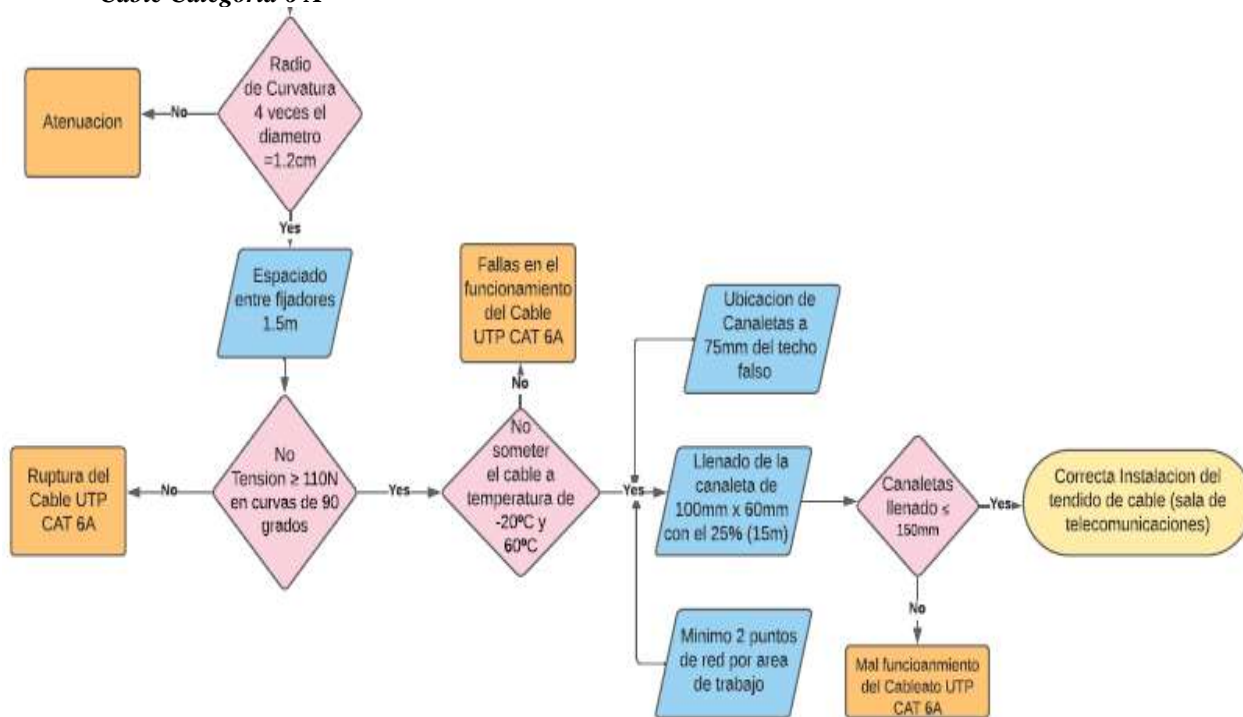 Cable Categoria 6 A
Radio
de Curvatura
4 veces el
diametro
=1.2cm
No
Atenuacion
Yes
Espaciado
entre fijadores
1.5m
No
Tension ≥ 110N
en curvas de 90
grados
No
Ruptura del
Cable UTP
CAT 6A
Yes
No
someter
el cable a
temperatura de
-20ºC y
60ºC
No
Fallas en el
funcionamiento
del Cable
UTP CAT 6A
Yes
Ubicacion de
Canaletas a
75mm del techo
falso
Llenado de la
canaleta de
100mm x 60mm
con el 25% (15m)
Minimo 2 puntos
de red por area
de trabajo
Canaletas
llenado ≤
150mm
Yes
Correcta Instalacion del
tendido de cable (sala de
telecomunicaciones)
No
Mal funcioanmiento
del Cableato UTP
CAT 6A